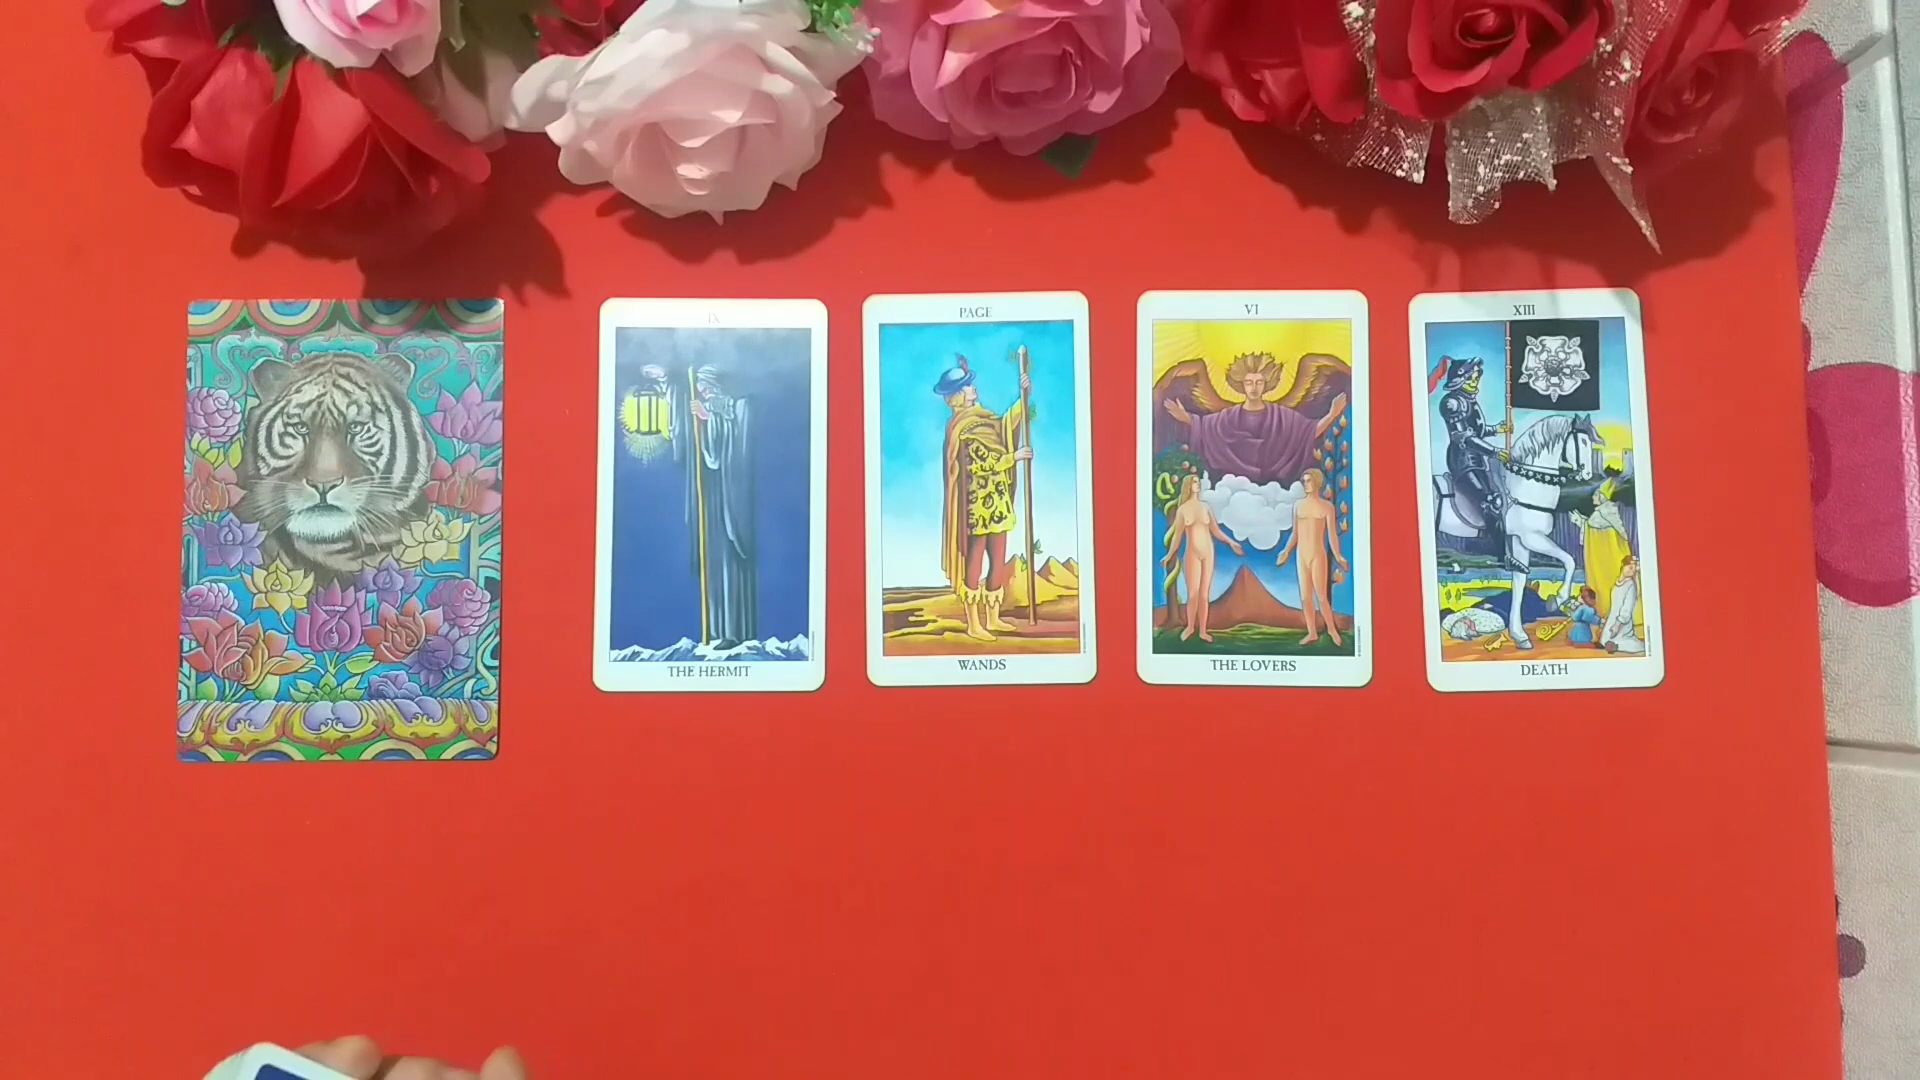 IX
THE HERMIT
PAGE
WANDS
VI
THE LOVERS
XIII
DEATH